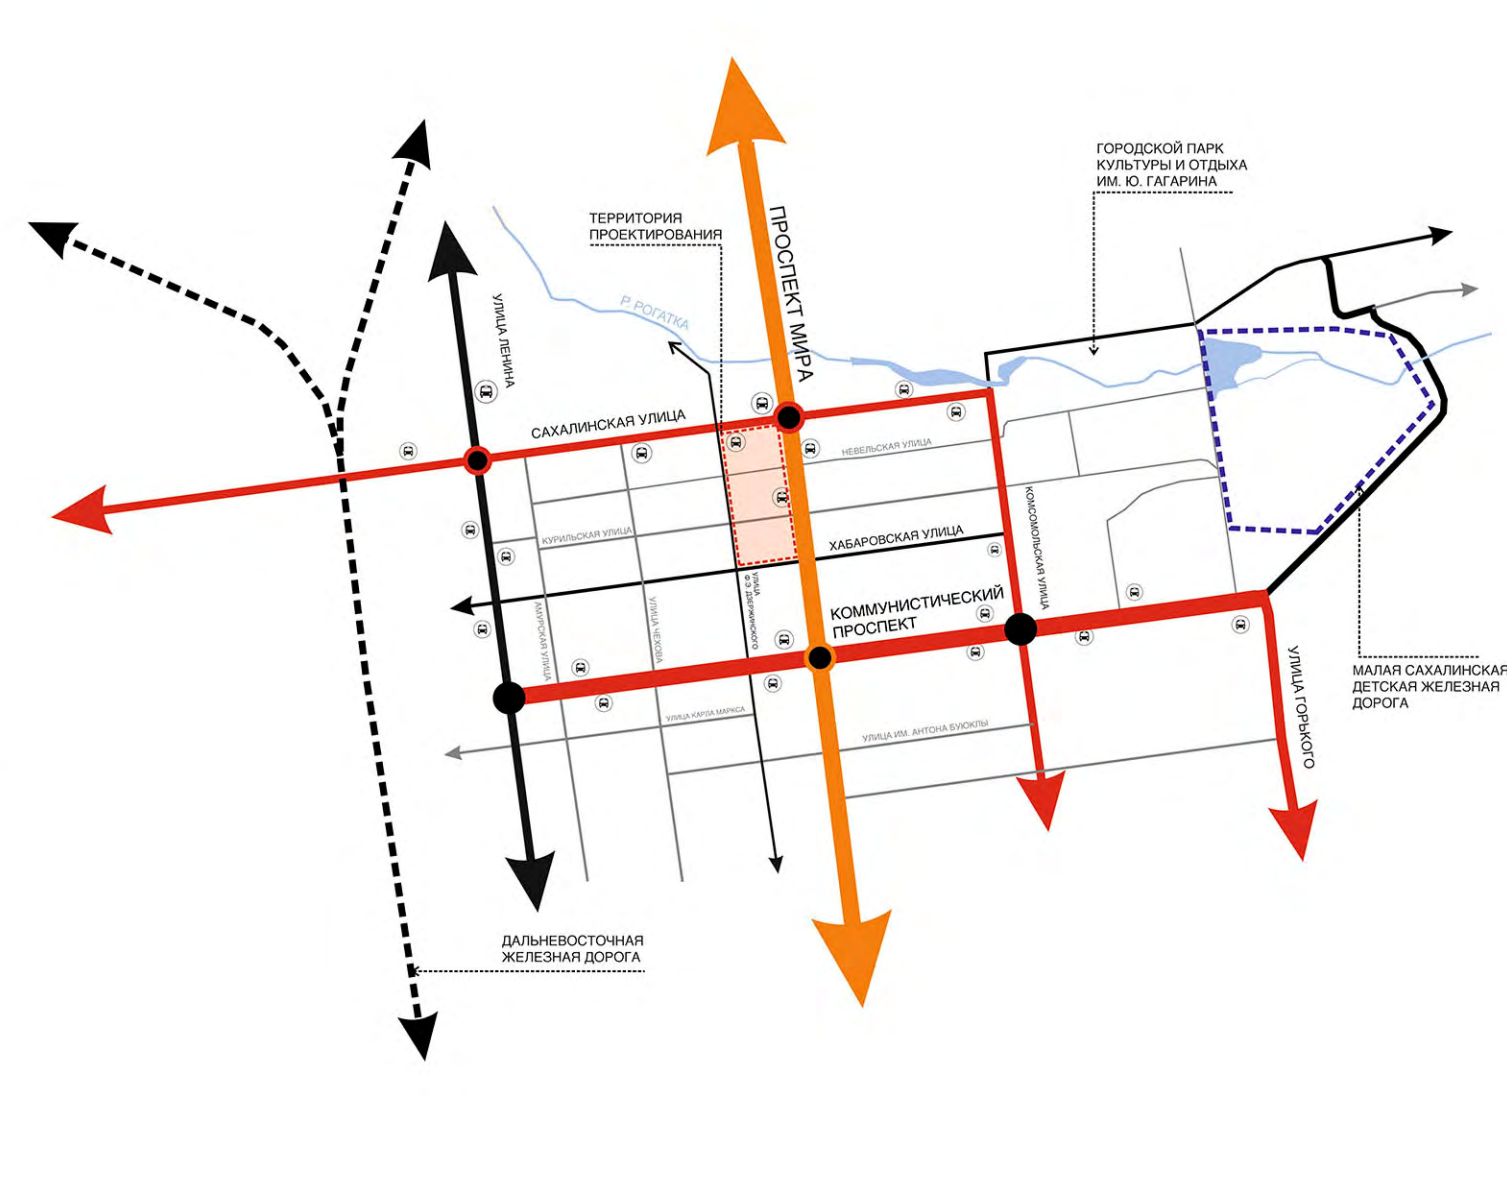 ГОРОДСКОЙ ПАРК
КУЛЬТУРЫ И ОТДЫХА
ИМ. Ю. ГАГАРИНА
ТЕРРИТОРИЯ
ПРОЕКТИРОВАНИЯ
ПРОСПЕКТ МИРА
УЛИЦА ЛЕНИНА
Р. РОГАТКА
САХАЛИНСКАЯ УЛИЦА
НЕВЕЛЬСКАЯ УЛИЦА
КУРИЛЬСКАЯ УЛИЦА
ХАБАРОВСКАЯ УЛИЦА
КОМСОМОЛЬСКАЯ УЛИЦА
УЛИЦА
Ф.Э. ДЗЕРЖИНСКОГО
АМУРСКАЯ УЛИЦА
УЛИЦА ЧЕХОВА
КОММУНИСТИЧЕСКИЙ
ПРОСПЕКТ
УЛИЦА ГОРЬКОГО
МАЛАЯ САХАЛИНСКАЯ
ДЕТСКАЯ ЖЕЛЕЗНАЯ
ДОРОГА
УЛИЦА КАРЛА МАРКСА
УЛИЦА ИМ. АНТОНА БУЮКЛЫ
ДАЛЬНЕВОСТОЧНАЯ
ЖЕЛЕЗНАЯ ДОРОГА